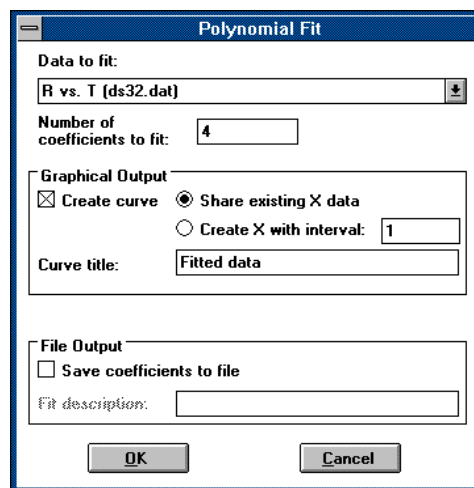 Polynomial Fit
Data to fit:
R vs. T (ds32.dat)
Number of
coefficients to fit: 4
Graphical Output
Create curve Share existing X data
Create X with interval: 1
Curve title: Fitted data
File Output
Save coefficients to file
Fit description:
OK Cancel